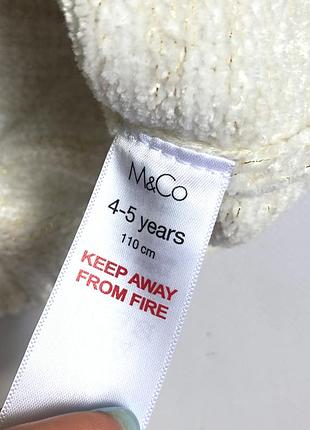 M&Co
4-5 years
110 cm
KEEP AWAY
FROM FIRE